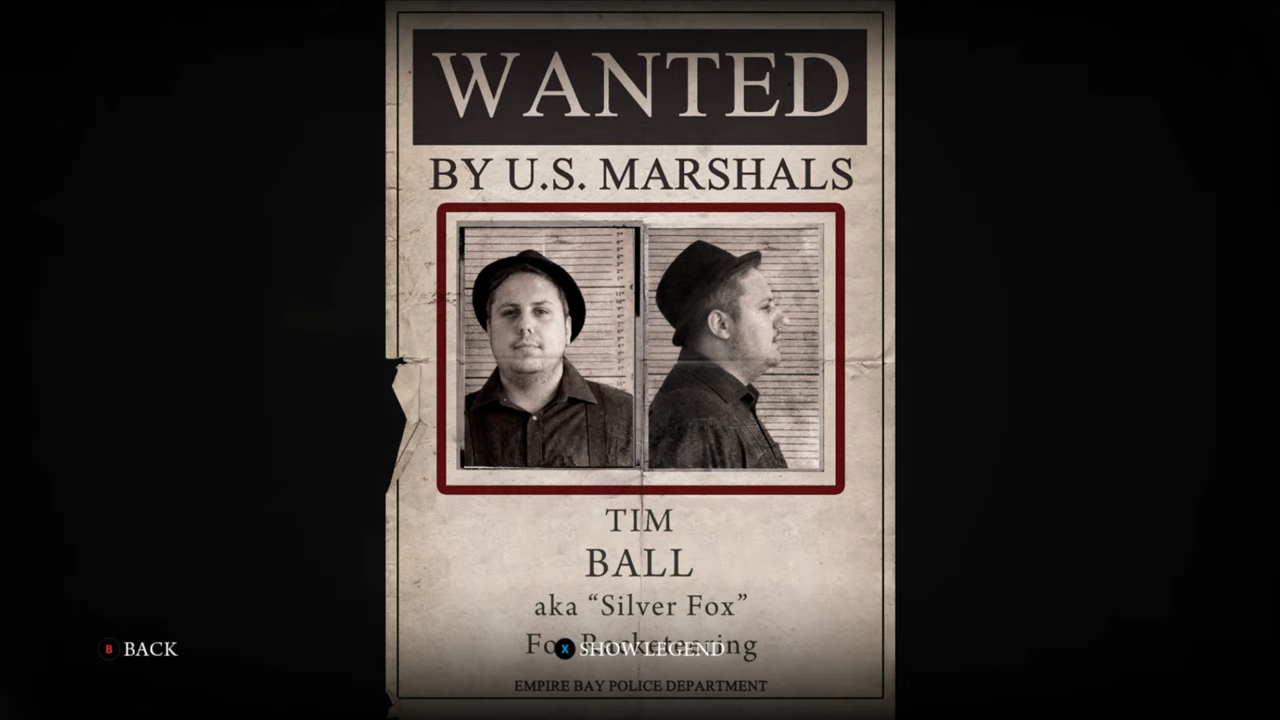 WANTED
BY U.S. MARSHALS
TIM
BALL
aka “Silver Fox”
For Racketeering
B BACK
X SHOW LEGEND
EMPIRE BAY POLICE DEPARTMENT